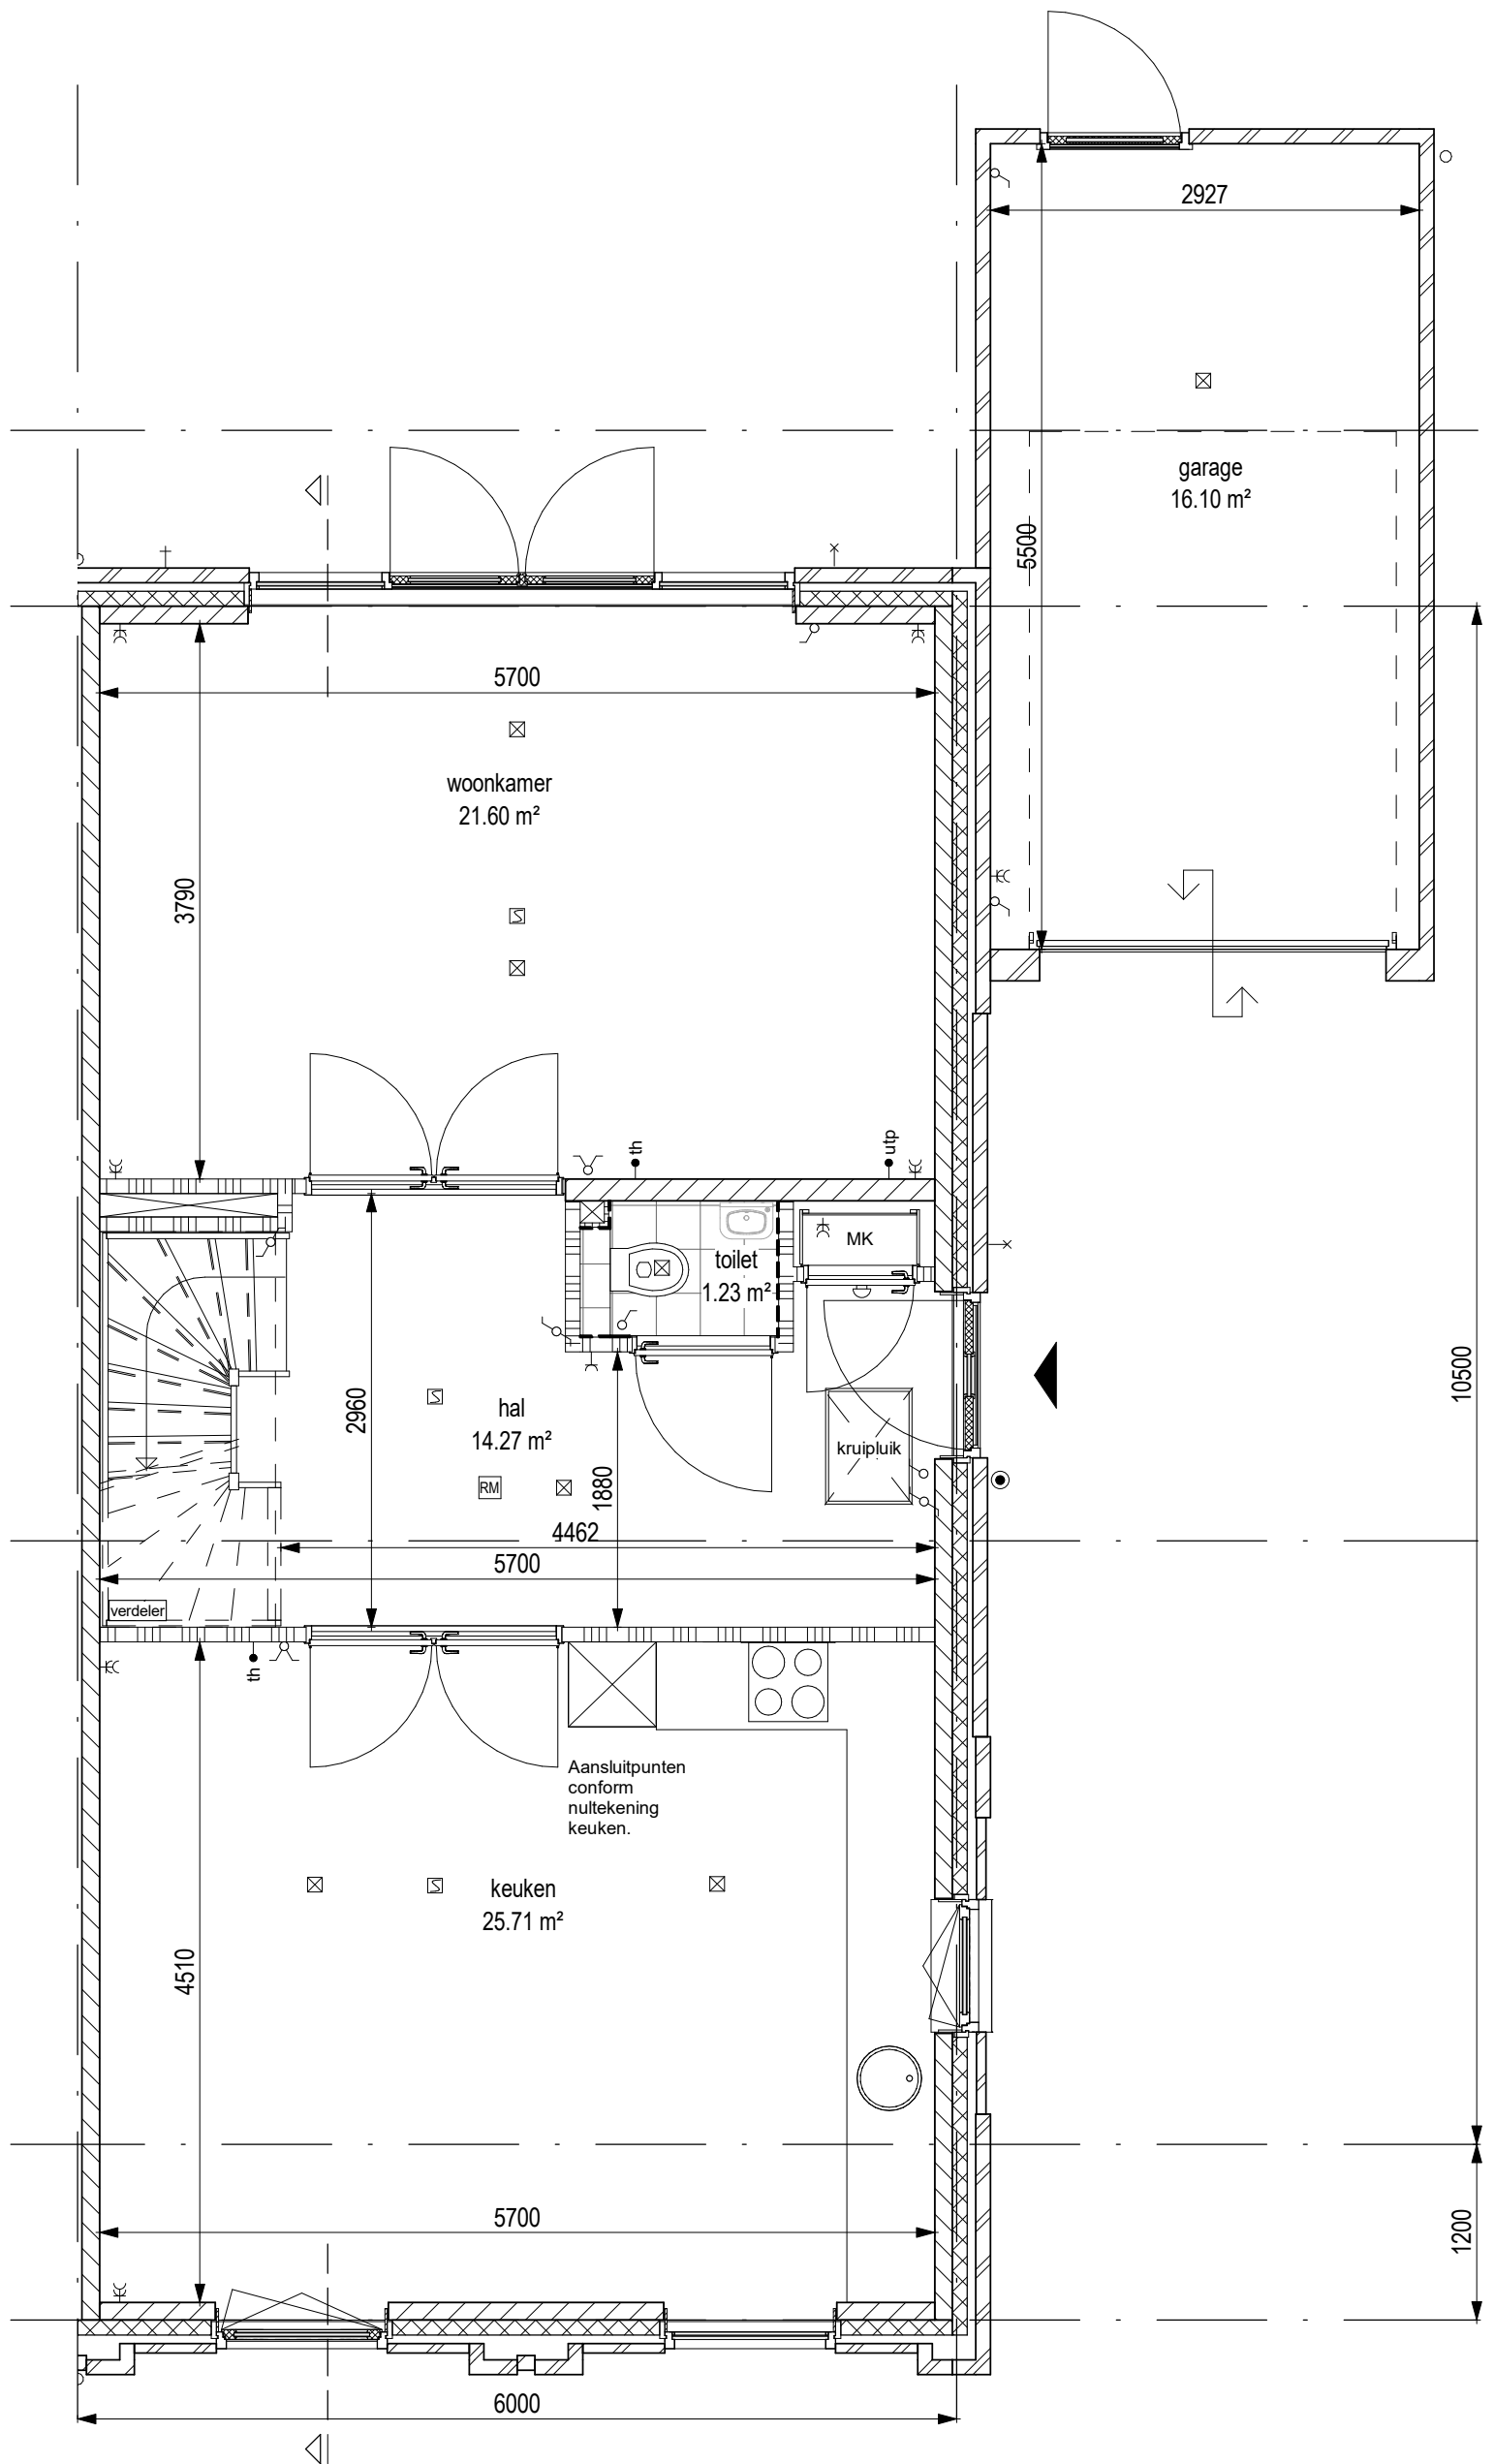 2927
garage
16.10 m²
5500
5700
woonkamer
21.60 m²
3790
th
utp
MK
toilet
1.23 m²
10500
2960
hal
14.27 m²
kruipluik
RM
1880
4462
5700
verdeler
th
Aansluitpunten
conform
nultekening
keuken.
keuken
25.71 m²
4510
5700
1200
6000